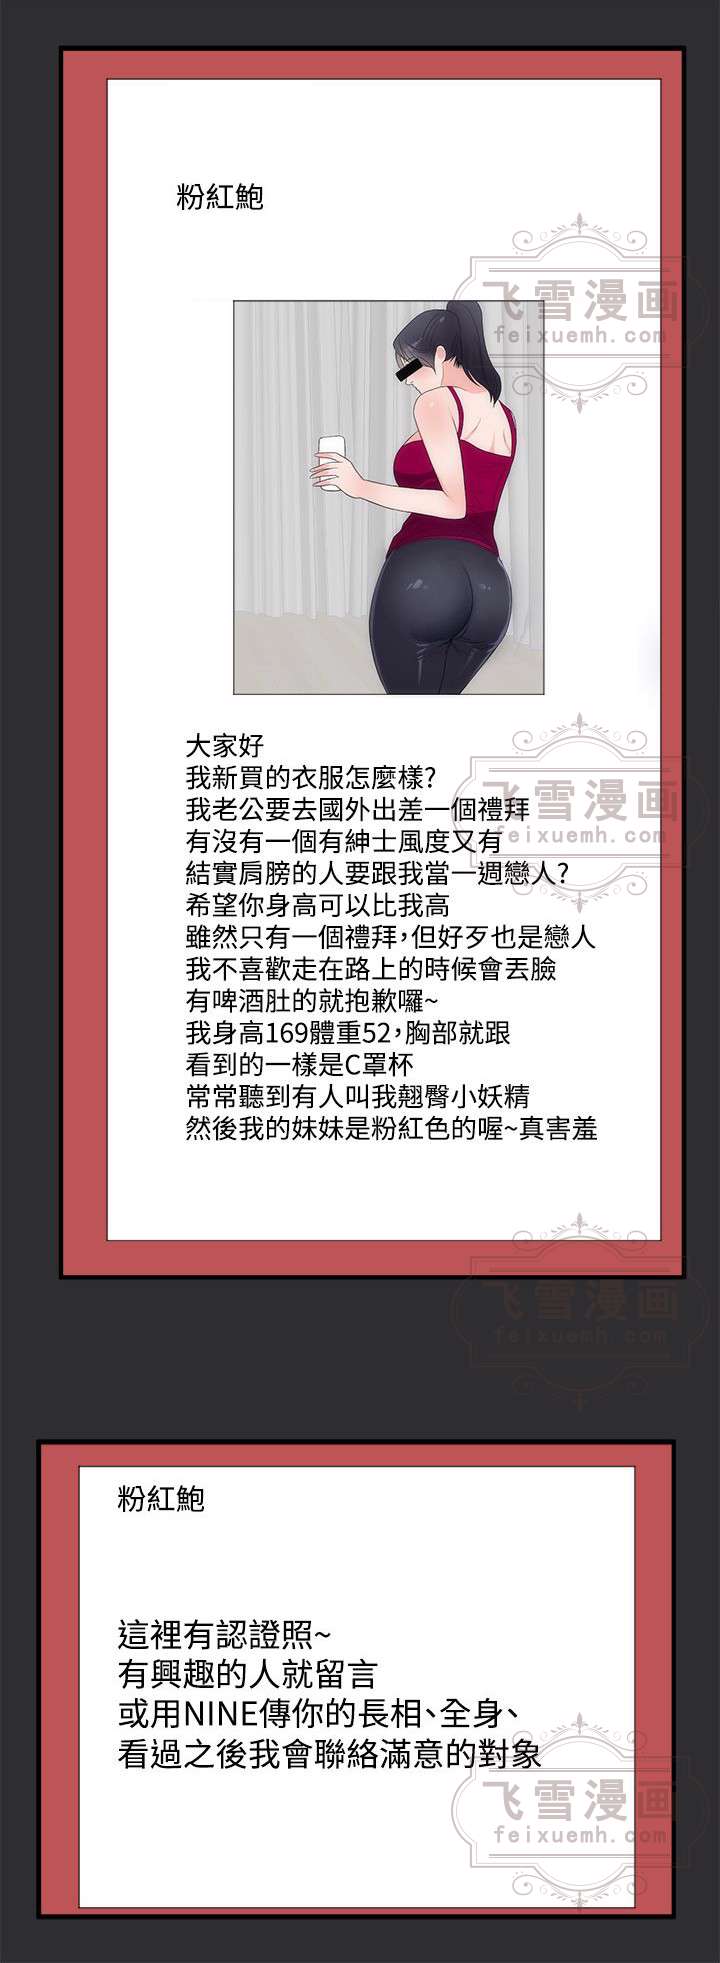 粉紅鮑
飞雪漫画
feixuemh.com
大家好
我新買的衣服怎麼樣?
我老公要去國外出差一個禮拜
有沒有一個有紳士風度又有
結實肩膀的人要跟我當一週戀人?
希望你身高可以比我高
雖然只有一個禮拜,但好歹也是戀人
我不喜歡走在路上的時候會丟臉
有啤酒肚的就抱歉囉~
我身高169體重52,胸部就跟
看到的一樣是C罩杯
常常聽到有人叫我翹臀小妖精
然後我的妹妹是粉紅色的喔~真害羞
飞雪漫画
feixuemh.com
飞雪漫画
feixuemh.com
粉紅鮑
這裡有認證照~
有興趣的人就留言
或用NINE傳你的長相、全身、
看過之後我會聯絡滿意的對象
飞雪漫画
feixuemh.com